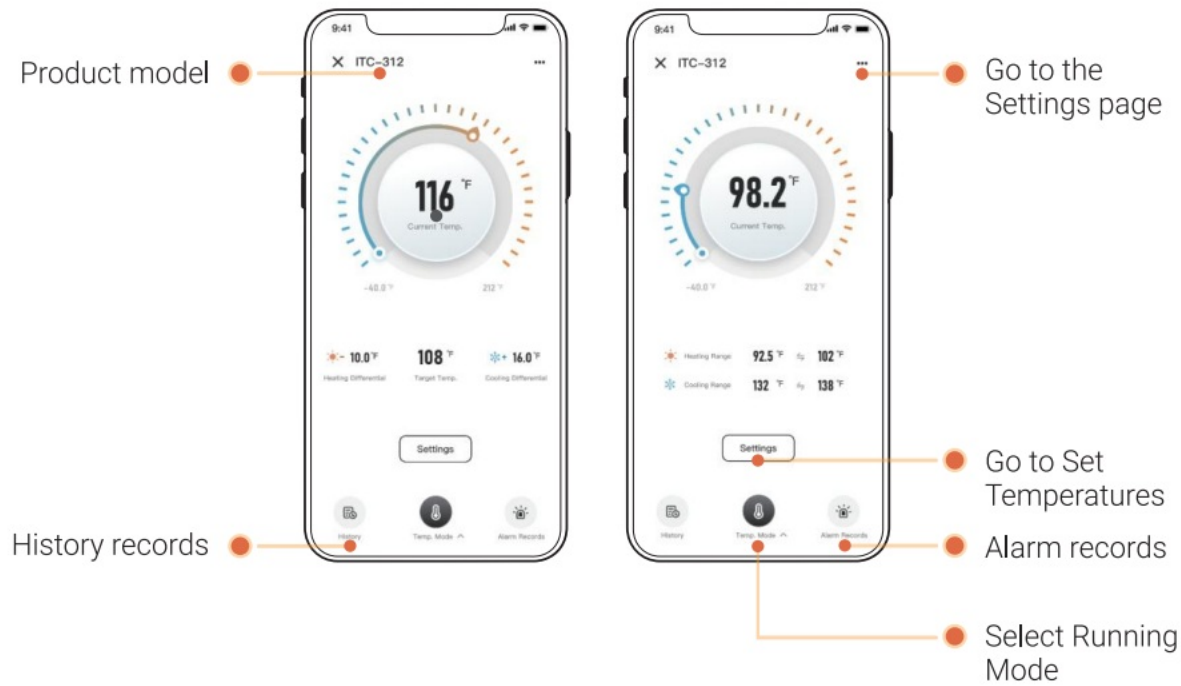 9:41
9:41
Product model
ITC-312
•••
ITC-312
•••
Go to the
Settings page
116 °F
Current Temp.
98.2 °F
Current Temp.
-40.0 °F
212 °F
-40.0 °F
212 °F
- 10.0 °F
108 °F
+ 16.0 °F
Heating Differential
Target Temp.
Cooling Differential
Heating Range 92.5 °F ⇆ 102 °F
Cooling Range 132 °F ⇆ 138 °F
Settings
Settings
Go to Set
Temperatures
History records
History
Temp. Mode
Alarm Records
History
Temp. Mode
Alarm Records
Alarm records
Select Running
Mode